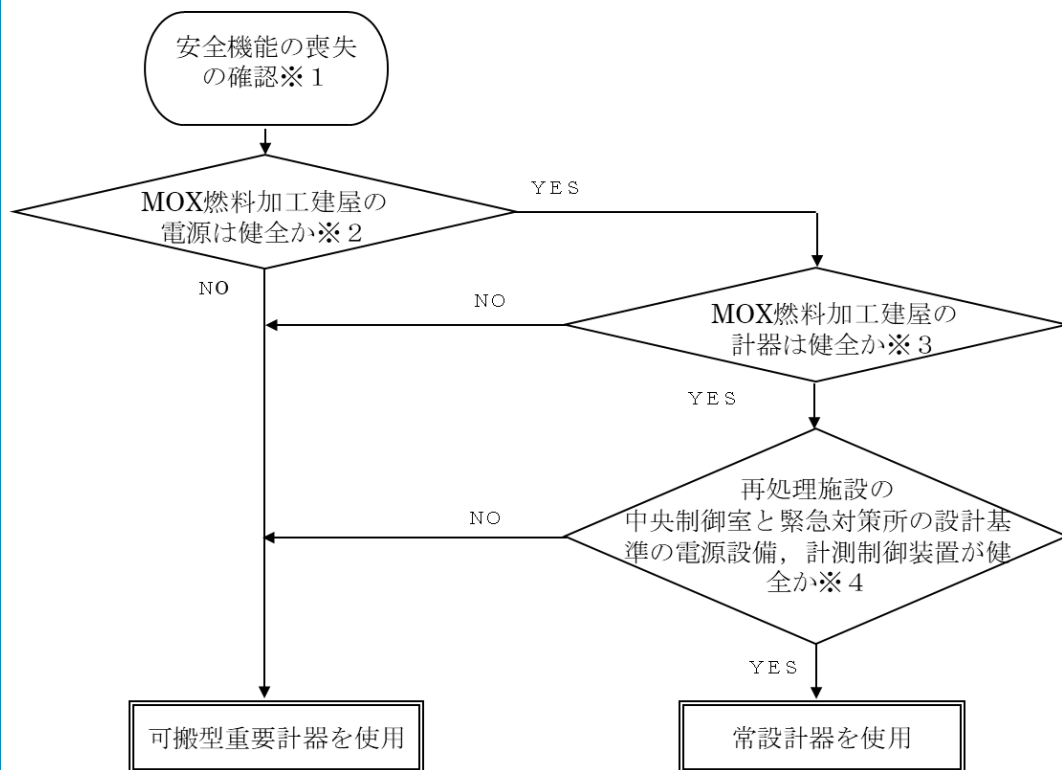 安全機能の喪失
の確認※１
MOX燃料加工建屋の
電源は健全か※２
ＹＥＳ
ＮＯ
MOX燃料加工建屋の
計器は健全か※３
ＮＯ
ＹＥＳ
再処理施設の
中央制御室と緊急対策所の設計基
準の電源設備，計測制御装置が健
全か※４
ＮＯ
ＹＥＳ
可搬型重要計器を使用
常設計器を使用